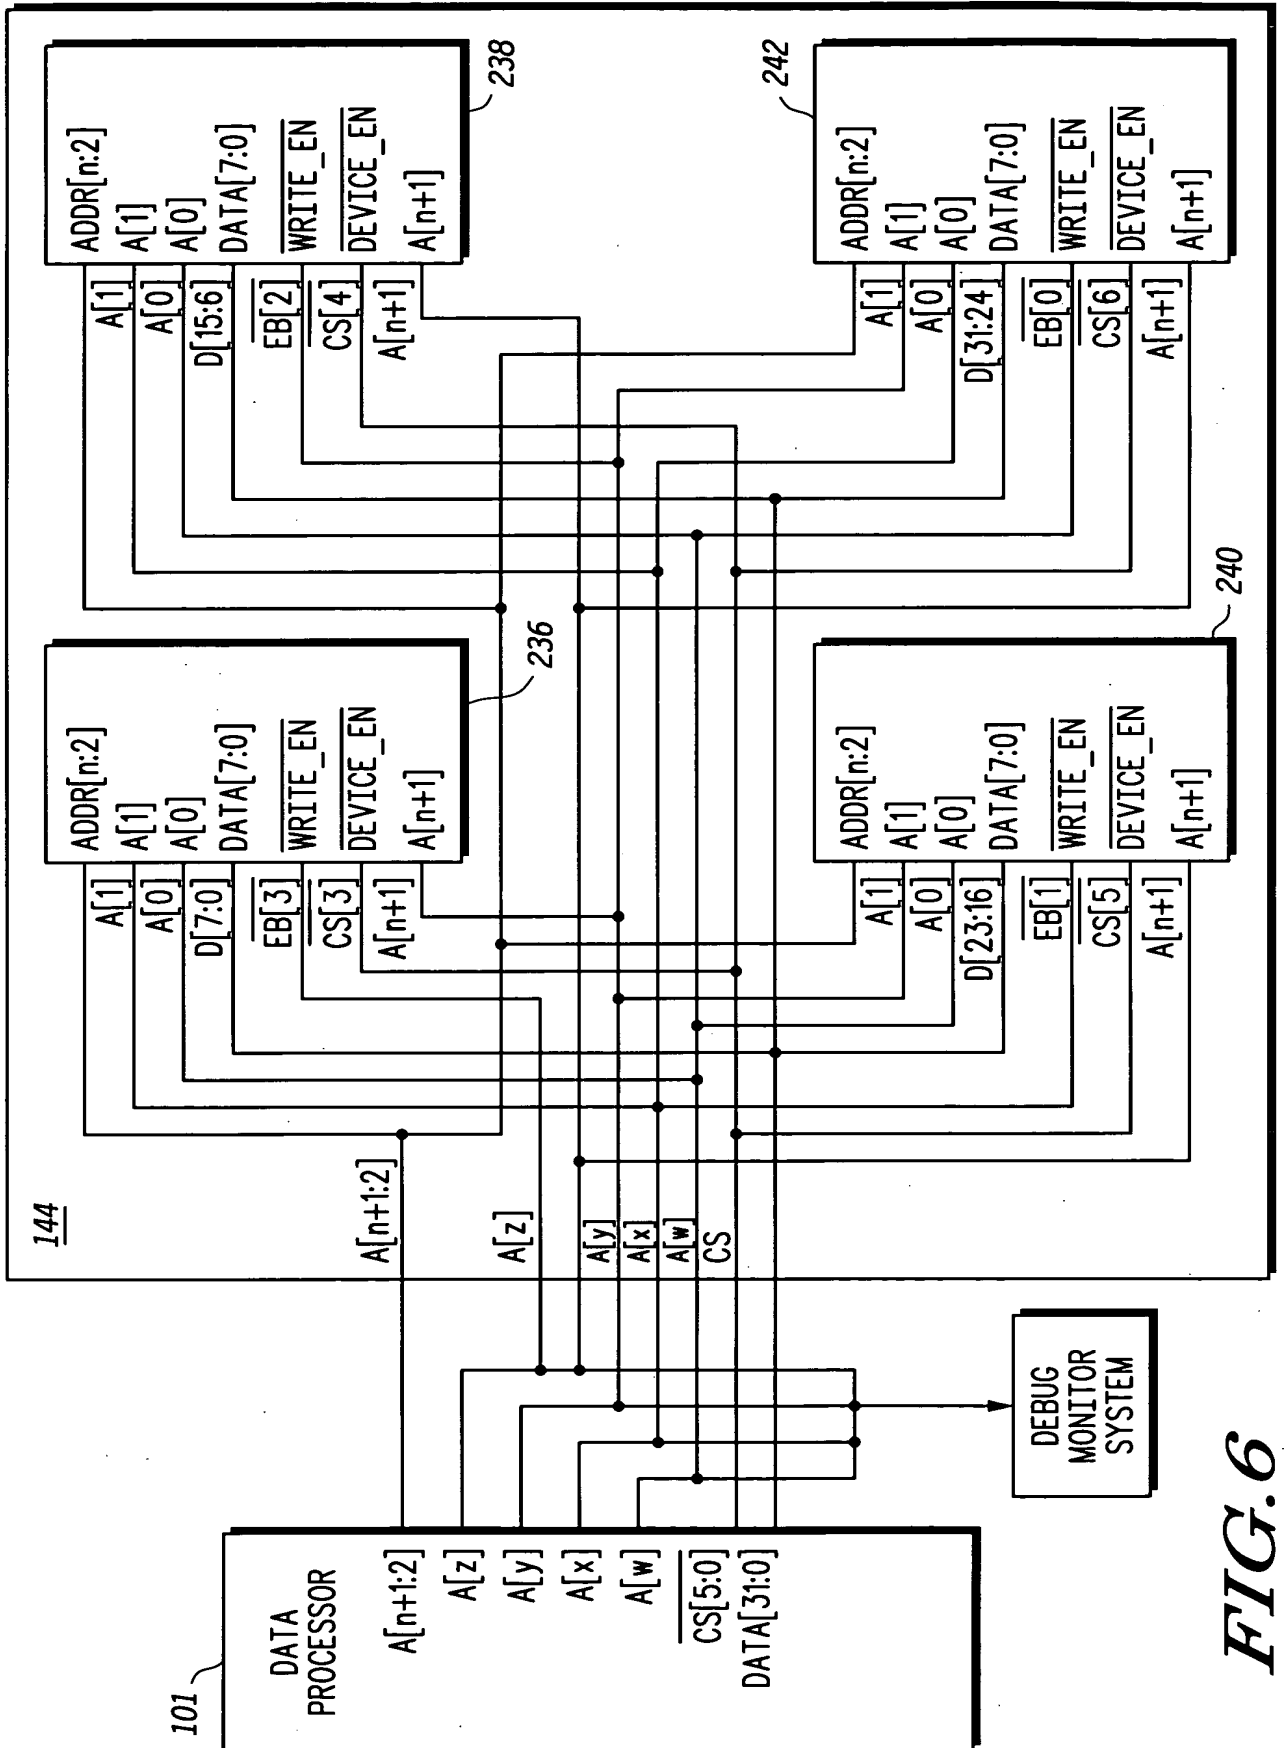 101
DATA
PROCESSOR
A[n+1:2]
A[z]
A[y]
A[x]
A[w]
CS[5:0]
DATA[31:0]
DEBUG
MONITOR
SYSTEM
144
A[n+1:2]
A[z]
A[y]
A[x]
A[w]
CS
A[1]
A[0]
D[7:0]
EB[3]
CS[3]
A[n+1]
ADDR[n:2]
A[1]
A[0]
DATA[7:0]
WRITE_EN
DEVICE_EN
A[n+1]
236
A[1]
A[0]
D[15:6]
EB[2]
CS[4]
A[n+1]
ADDR[n:2]
A[1]
A[0]
DATA[7:0]
WRITE_EN
DEVICE_EN
A[n+1]
238
A[1]
A[0]
D[23:16]
EB[1]
CS[5]
A[n+1]
ADDR[n:2]
A[1]
A[0]
DATA[7:0]
WRITE_EN
DEVICE_EN
A[n+1]
240
A[1]
A[0]
D[31:24]
EB[0]
CS[6]
A[n+1]
ADDR[n:2]
A[1]
A[0]
DATA[7:0]
WRITE_EN
DEVICE_EN
A[n+1]
242
FIG.6